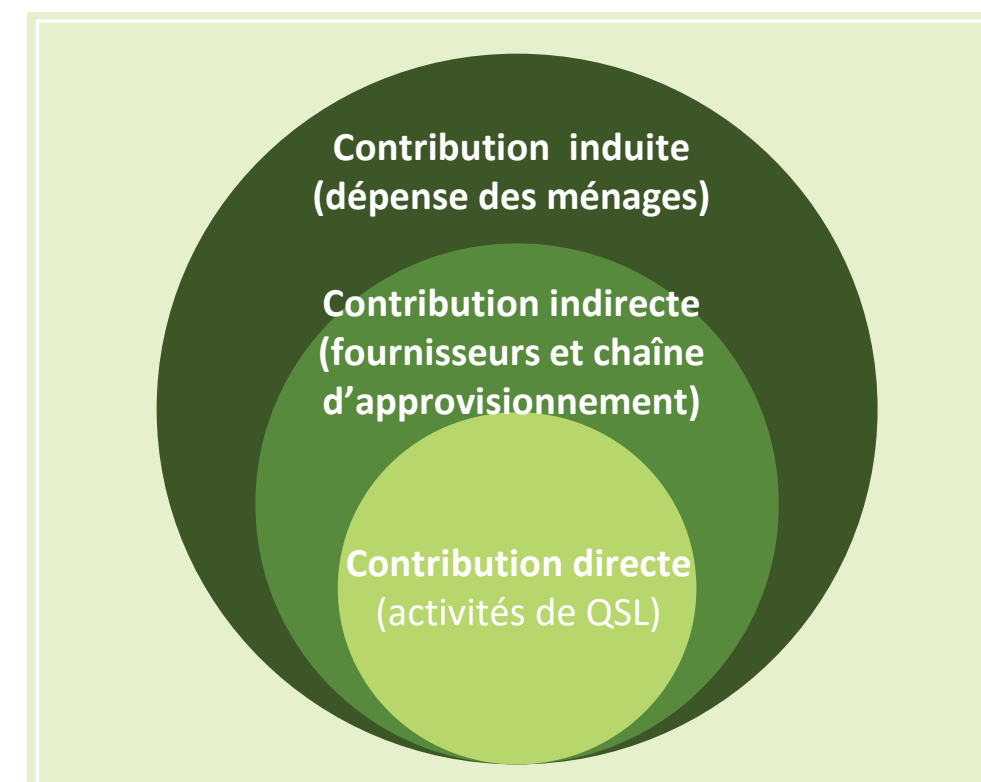 Contribution induite
(dépense des ménages)
Contribution indirecte
(fournisseurs et chaîne
d’approvisionnement)
Contribution directe
(activités de QSL)